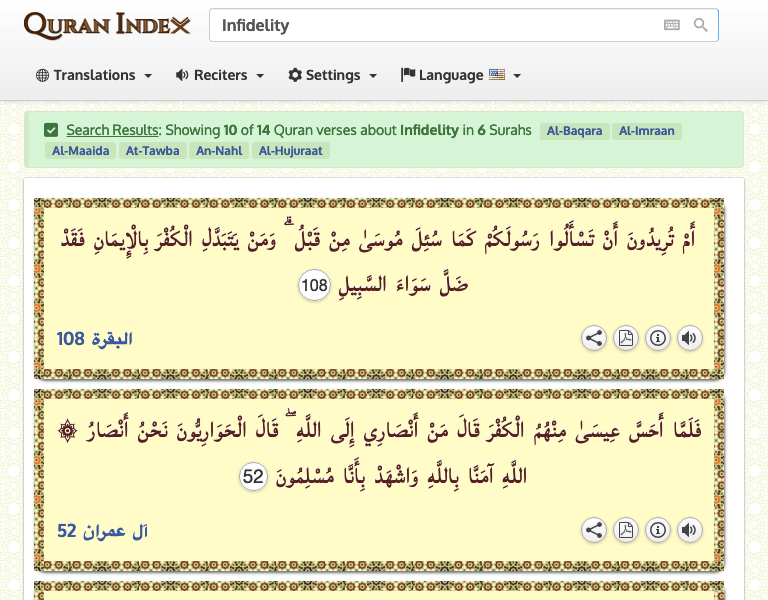 QURAN INDEX
Infidelity
Translations Reciters Settings Language
Search Results: Showing 10 of 14 Quran verses about Infidelity in 6 Surahs Al-Baqara Al-Imraan
Al-Maaida At-Tawba An-Nahl Al-Hujuraat
أَمْ تُرِيدُونَ أَنْ تَسْأَلُوا رَسُولَكُمْ كَمَا سُئِلَ مُوسَىٰ مِنْ قَبْلُ ۗ وَمَنْ يَتَبَدَّلِ الْكُفْرَ بِالْإِيمَانِ فَقَدْ
ضَلَّ سَوَاءَ السَّبِيلِ 108
البقرة 108
۞ فَلَمَّا أَحَسَّ عِيسَىٰ مِنْهُمُ الْكُفْرَ قَالَ مَنْ أَنْصَارِي إِلَى اللَّهِ ۖ قَالَ الْحَوَارِيُّونَ نَحْنُ أَنْصَارُ
اللَّهِ آمَنَّا بِاللَّهِ وَاشْهَدْ بِأَنَّا مُسْلِمُونَ 52
آل عمران 52